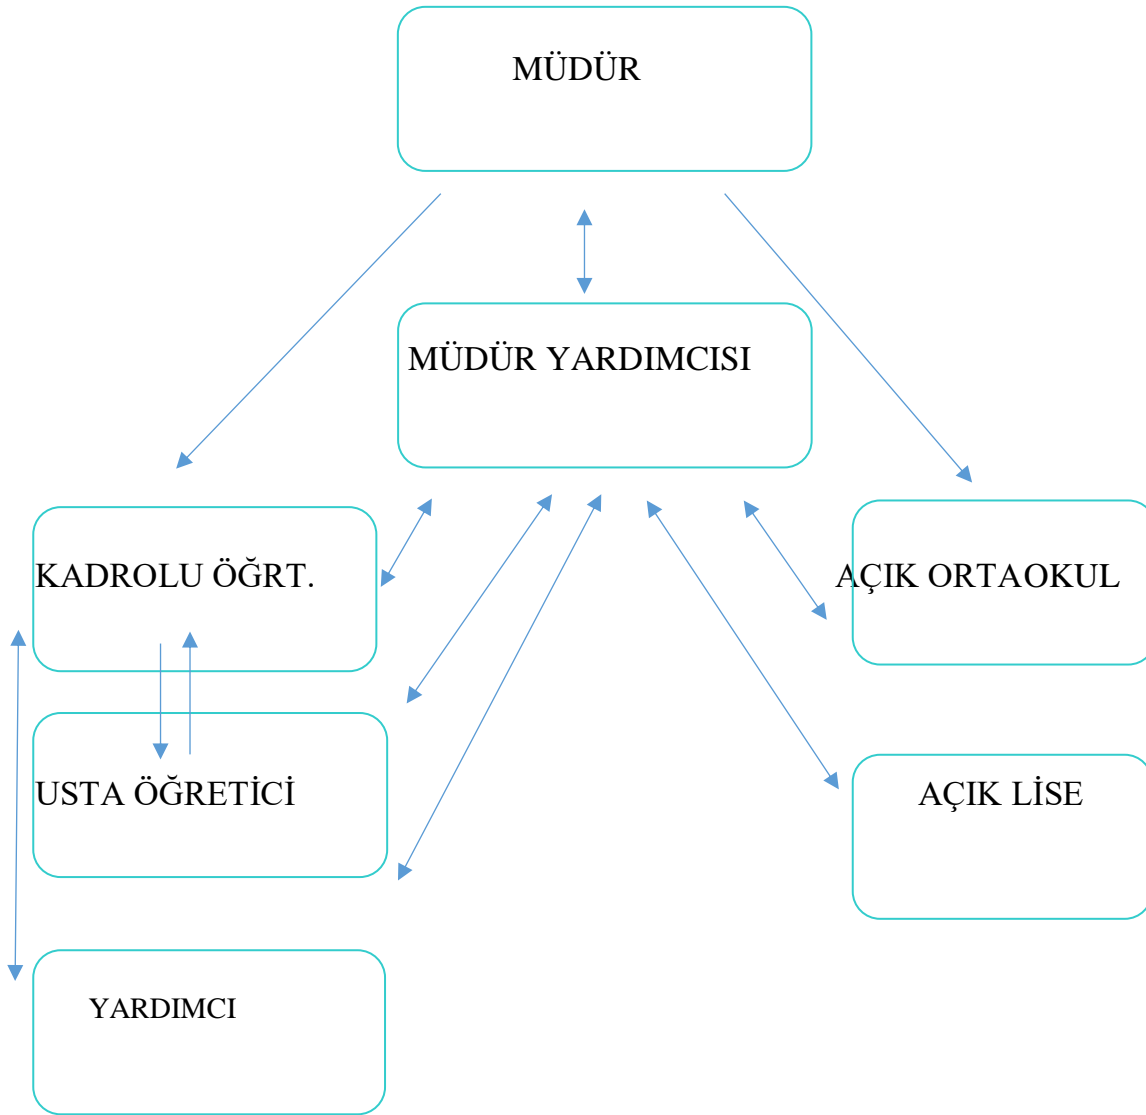 MÜDÜR
MÜDÜR YARDIMCISI
KADROLU ÖĞRT.
AÇIK ORTAOKUL
USTA ÖĞRETİCİ
AÇIK LİSE
YARDIMCI